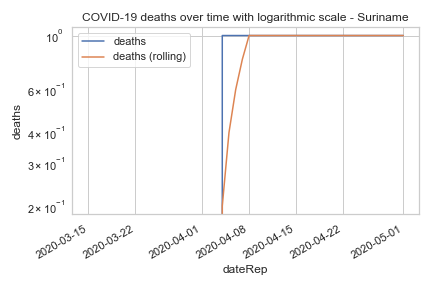 COVID-19 deaths over time with logarithmic scale - Suriname
deaths
deaths (rolling)
10⁰
6 × 10⁻¹
4 × 10⁻¹
3 × 10⁻¹
2 × 10⁻¹
deaths
2020-03-15
2020-03-22
2020-04-01
2020-04-08
2020-04-15
2020-04-22
2020-05-01
dateRep